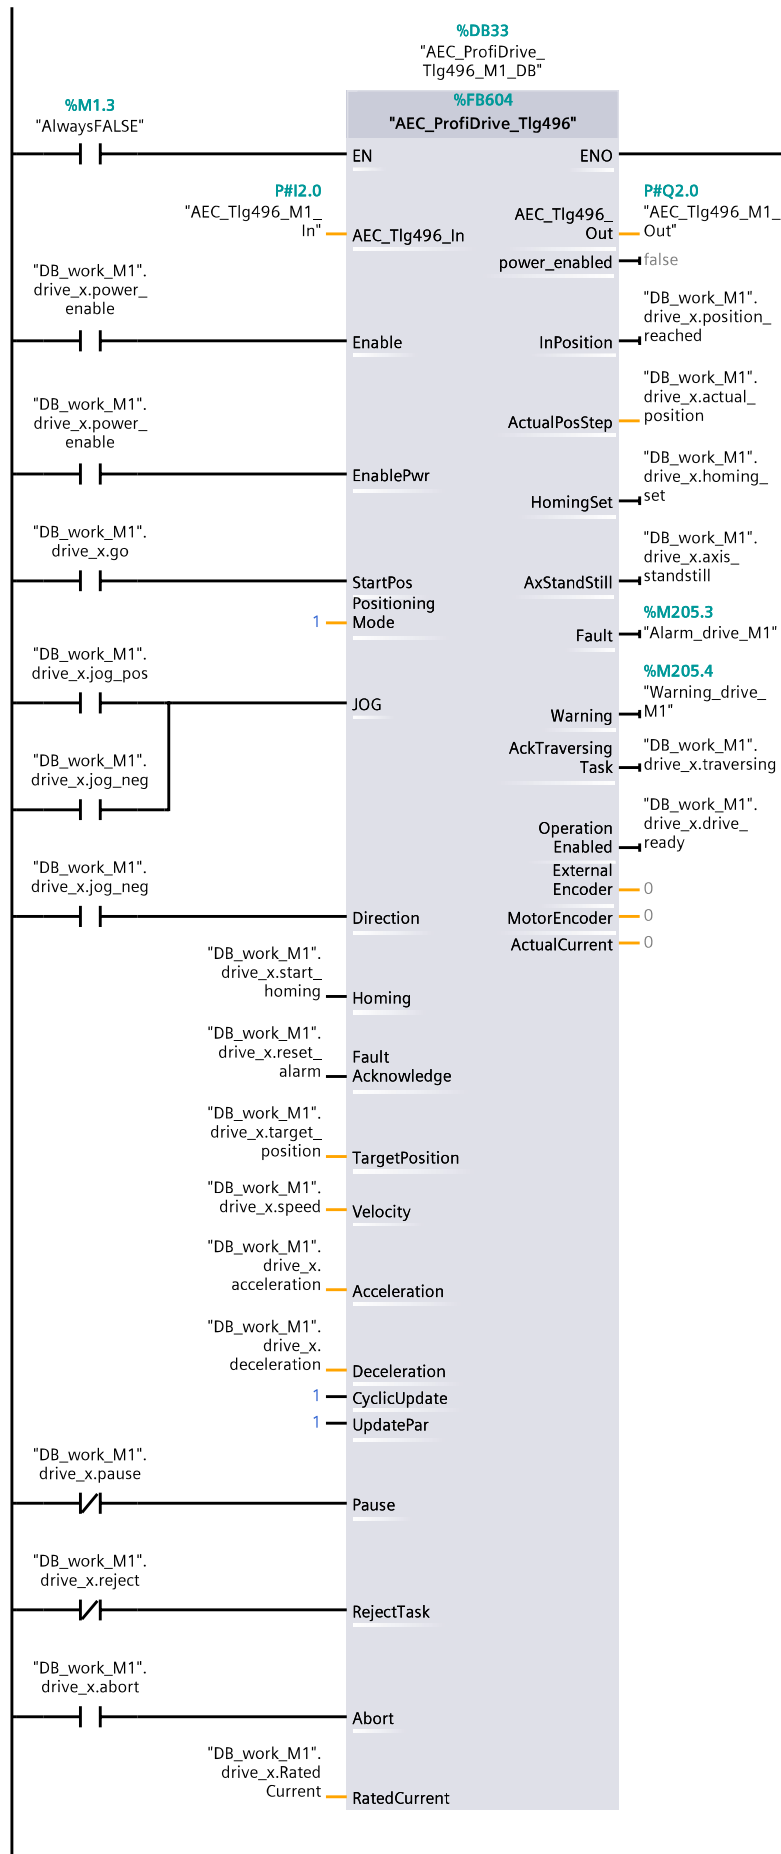 %DB33
"AEC_ProfiDrive_
Tlg496_M1_DB"
%FB604
"AEC_ProfiDrive_Tlg496"
%M1.3
"AlwaysFALSE"
EN
ENO
P#I2.0
"AEC_Tlg496_M1_
In"
AEC_Tlg496_In
AEC_Tlg496_
Out
P#Q2.0
"AEC_Tlg496_M1_
Out"
power_enabled
false
"DB_work_M1".
drive_x.power_
enable
Enable
InPosition
"DB_work_M1".
drive_x.position_
reached
ActualPosStep
"DB_work_M1".
drive_x.actual_
position
"DB_work_M1".
drive_x.power_
enable
EnablePwr
HomingSet
"DB_work_M1".
drive_x.homing_
set
"DB_work_M1".
drive_x.go
StartPos
AxStandStill
"DB_work_M1".
drive_x.axis_
standstill
1
Positioning
Mode
Fault
%M205.3
"Alarm_drive_M1"
"DB_work_M1".
drive_x.jog_pos
JOG
Warning
%M205.4
"Warning_drive_
M1"
"DB_work_M1".
drive_x.jog_neg
AckTraversing
Task
"DB_work_M1".
drive_x.traversing
Operation
Enabled
"DB_work_M1".
drive_x.drive_
ready
External
Encoder
0
"DB_work_M1".
drive_x.jog_neg
Direction
MotorEncoder
0
ActualCurrent
0
"DB_work_M1".
drive_x.start_
homing
Homing
"DB_work_M1".
drive_x.reset_
alarm
Fault
Acknowledge
"DB_work_M1".
drive_x.target_
position
TargetPosition
"DB_work_M1".
drive_x.speed
Velocity
"DB_work_M1".
drive_x.
acceleration
Acceleration
"DB_work_M1".
drive_x.
deceleration
Deceleration
1
CyclicUpdate
1
UpdatePar
"DB_work_M1".
drive_x.pause
Pause
"DB_work_M1".
drive_x.reject
RejectTask
"DB_work_M1".
drive_x.abort
Abort
"DB_work_M1".
drive_x.Rated
Current
RatedCurrent